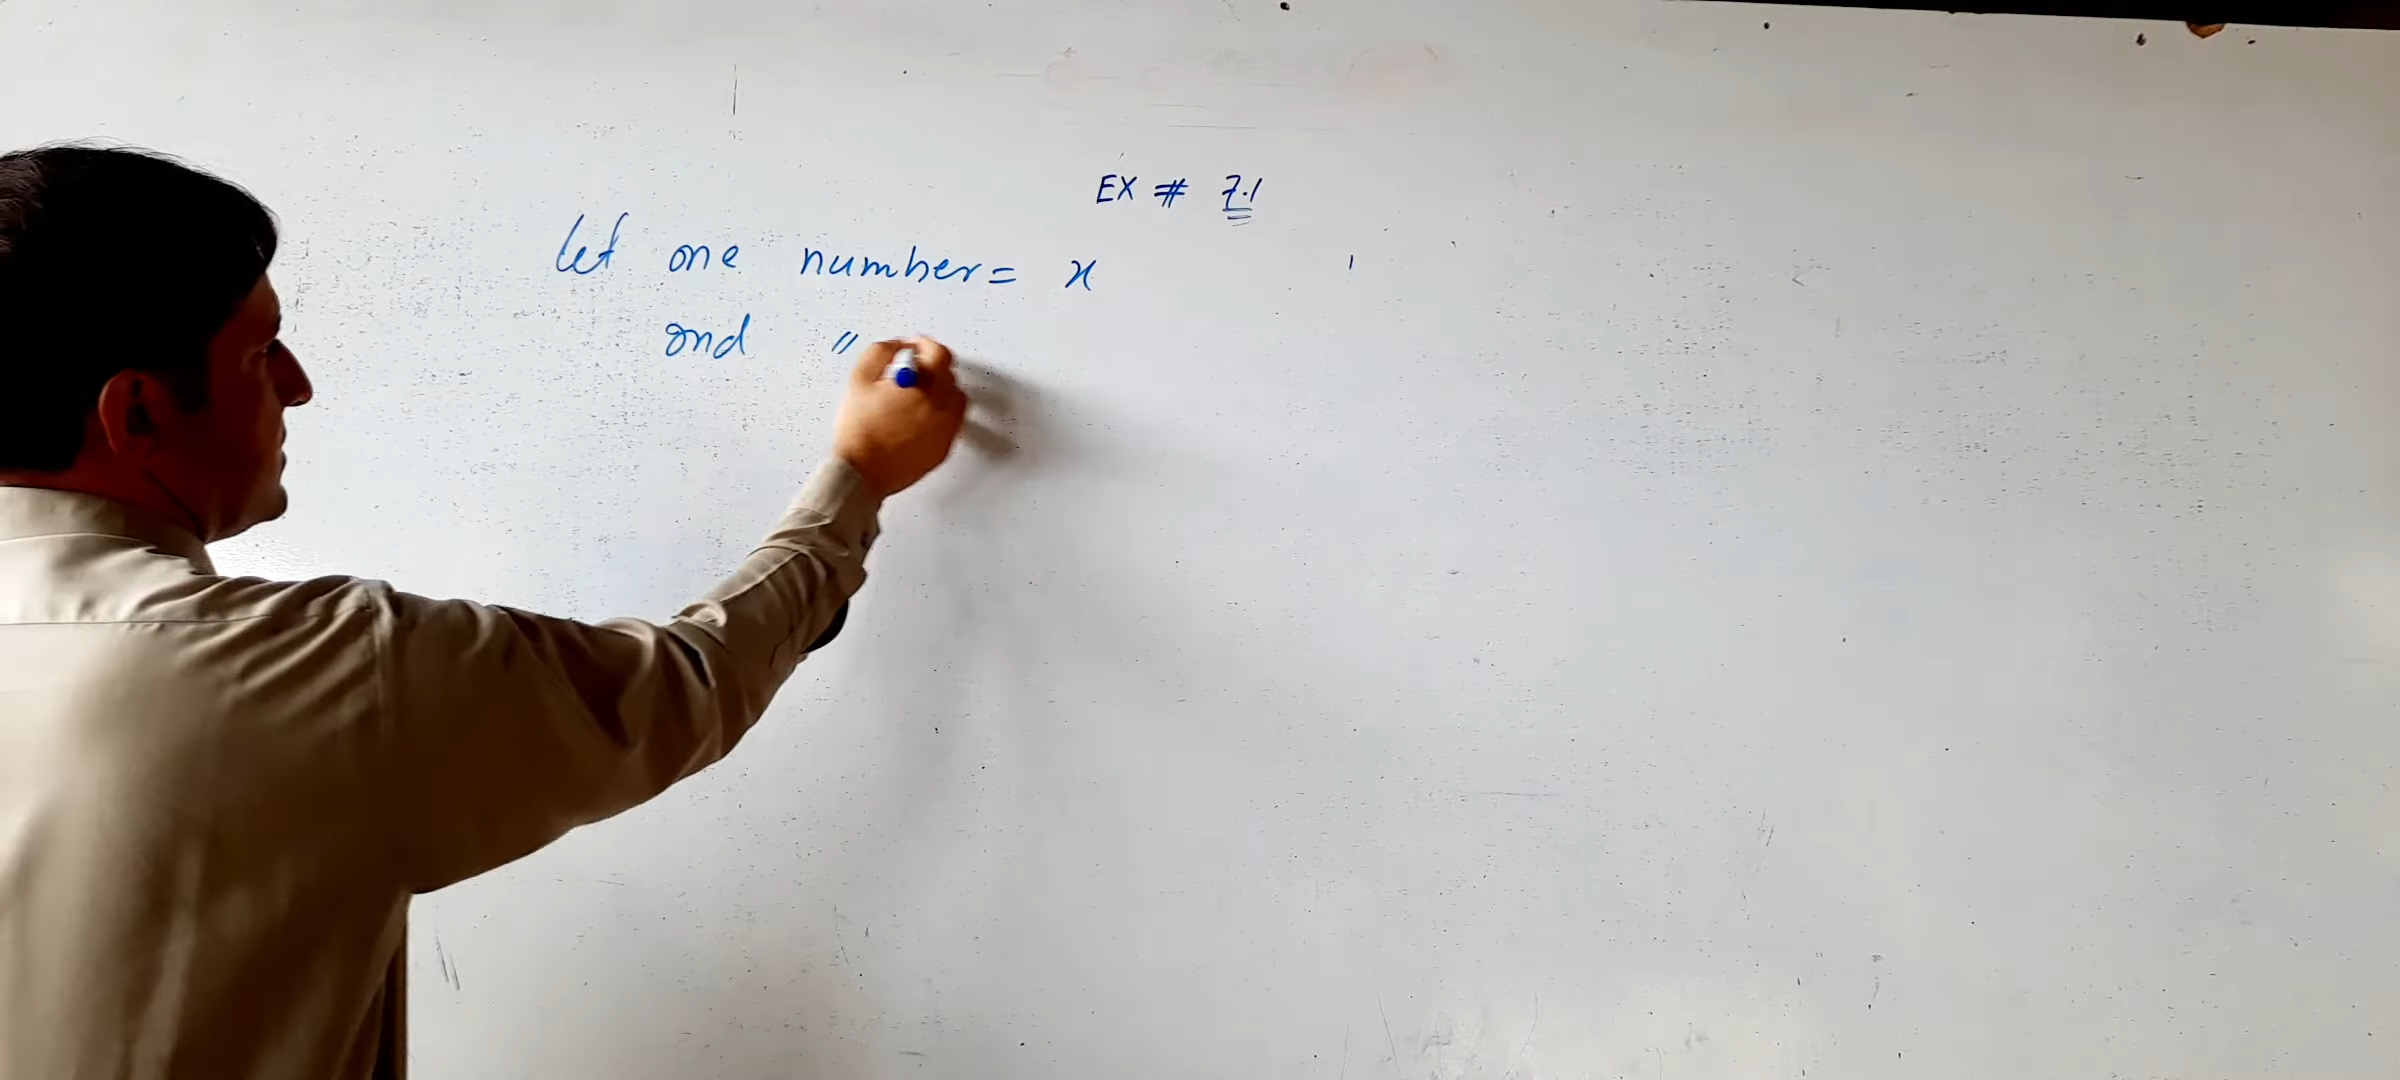 EX # 7.1
let one number = x
and "